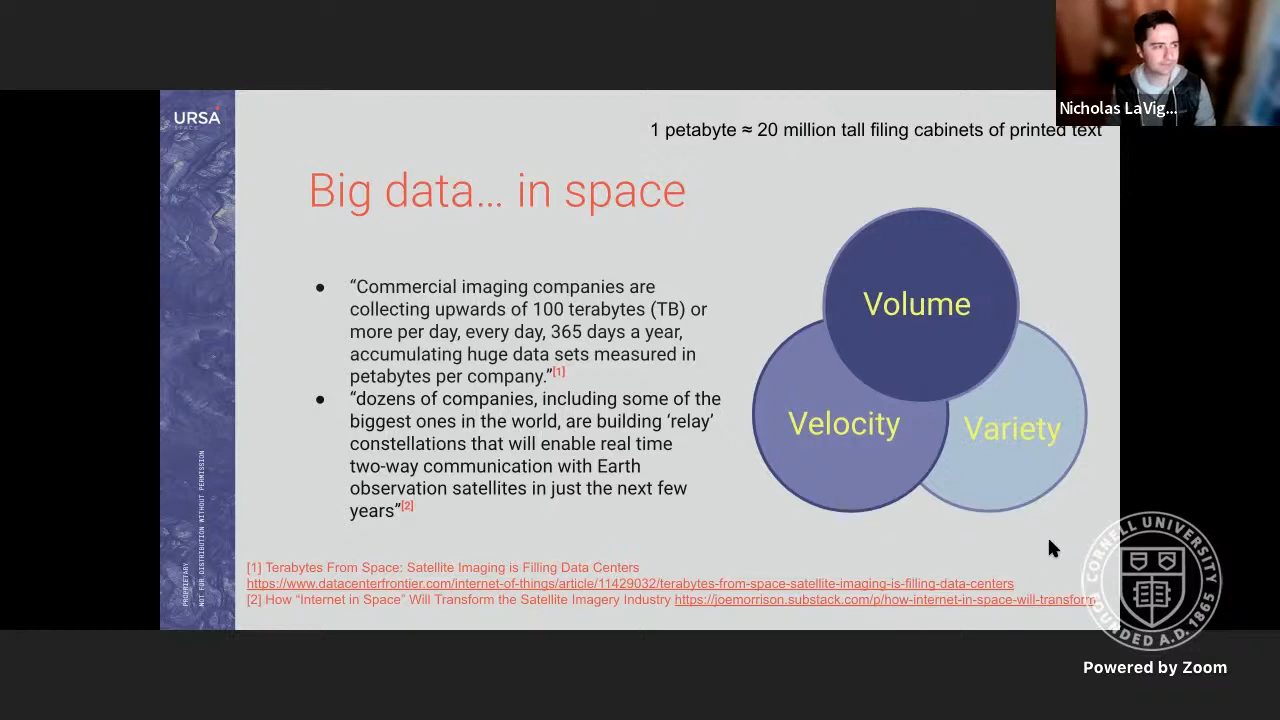 Nicholas LaVig...
URSA
SPACE
1 petabyte ≈ 20 million tall filing cabinets of printed text
Big data... in space
● “Commercial imaging companies are
collecting upwards of 100 terabytes (TB) or
more per day, every day, 365 days a year,
accumulating huge data sets measured in
petabytes per company.”[1]
● “dozens of companies, including some of the
biggest ones in the world, are building ‘relay’
constellations that will enable real time
two-way communication with Earth
observation satellites in just the next few
years”[2]
Volume
Velocity
Variety
PROPRIETARY
NOT FOR DISTRIBUTION WITHOUT PERMISSION
[1] Terabytes From Space: Satellite Imaging is Filling Data Centers
https://www.datacenterfrontier.com/internet-of-things/article/11429032/terabytes-from-space-satellite-imaging-is-filling-data-centers
[2] How “Internet in Space” Will Transform the Satellite Imagery Industry https://joemorrison.substack.com/p/how-internet-in-space-will-transform
CORNELL UNIVERSITY
FOUNDED A.D. 1865
Powered by Zoom